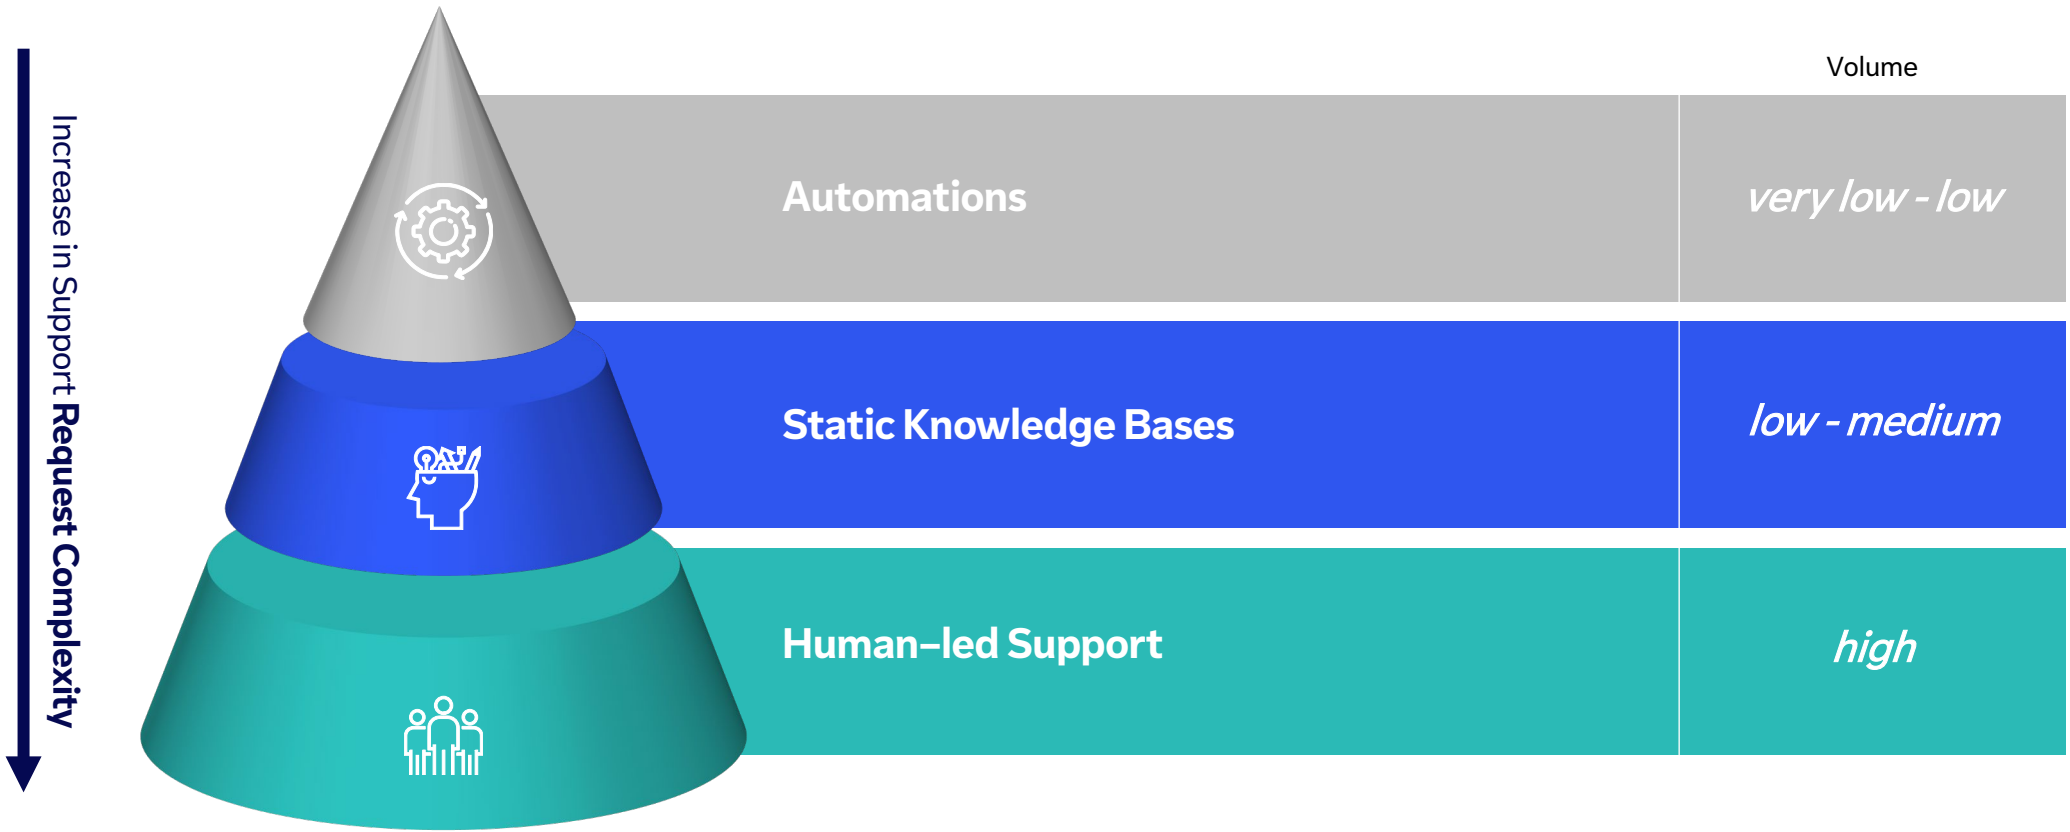 Volume
Increase in Support Request Complexity
Automations
very low - low
Static Knowledge Bases
low - medium
Human–led Support
high